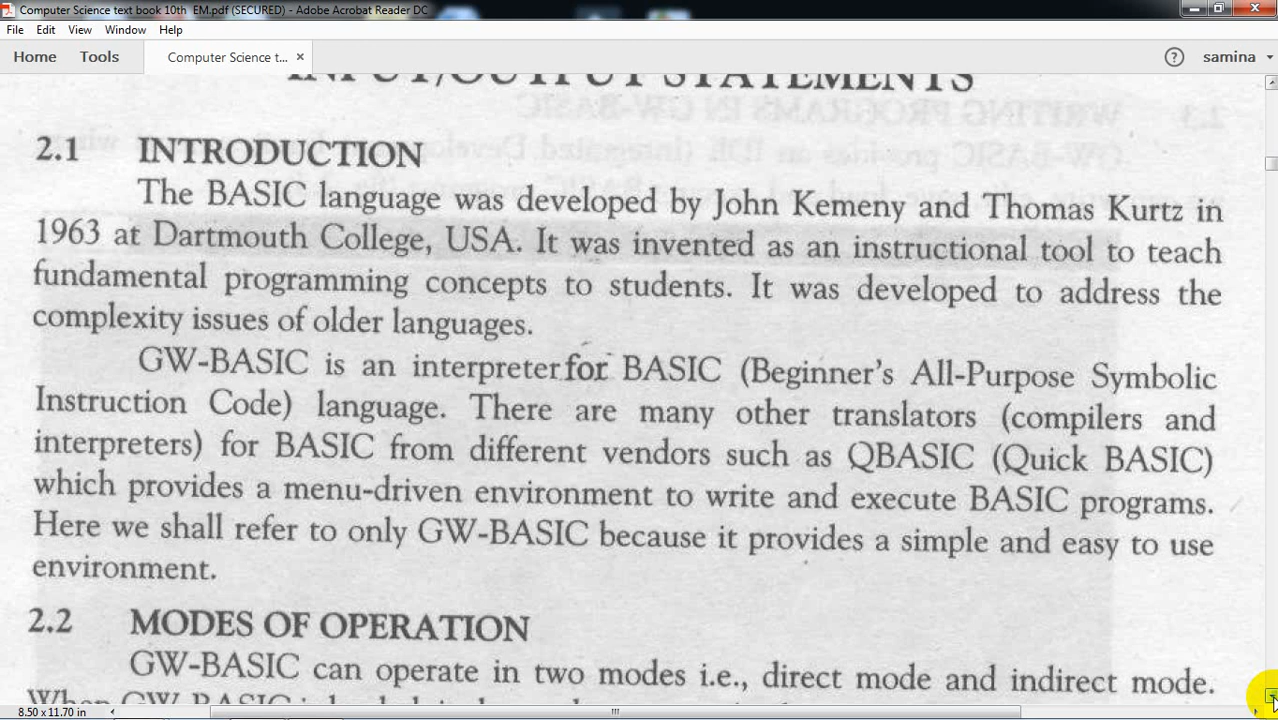 Computer Science text book 10th EM.pdf (SECURED) - Adobe Acrobat Reader DC
File Edit View Window Help
Home Tools Computer Science t... × ? samina
INPUT/OUTPUT STATEMENTS
2.1 INTRODUCTION
The BASIC language was developed by John Kemeny and Thomas Kurtz in
1963 at Dartmouth College, USA. It was invented as an instructional tool to teach
fundamental programming concepts to students. It was developed to address the
complexity issues of older languages.
GW-BASIC is an interpreter for BASIC (Beginner's All-Purpose Symbolic
Instruction Code) language. There are many other translators (compilers and
interpreters) for BASIC from different vendors such as QBASIC (Quick BASIC)
which provides a menu-driven environment to write and execute BASIC programs.
Here we shall refer to only GW-BASIC because it provides a simple and easy to use
environment.
2.2 MODES OF OPERATION
GW-BASIC can operate in two modes i.e., direct mode and indirect mode.
When GW-BASIC is
8.50 x 11.70 in